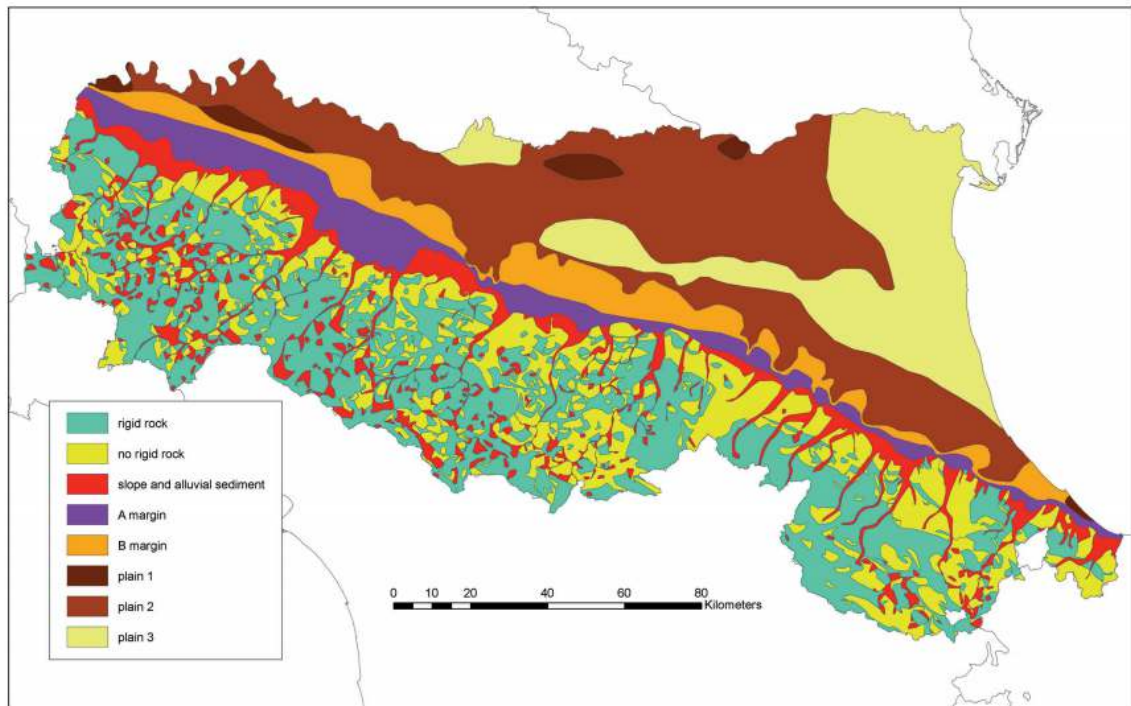 rigid rock
no rigid rock
slope and alluvial sediment
A margin
B margin
plain 1
plain 2
plain 3
0 10 20 40 60 80
Kilometers